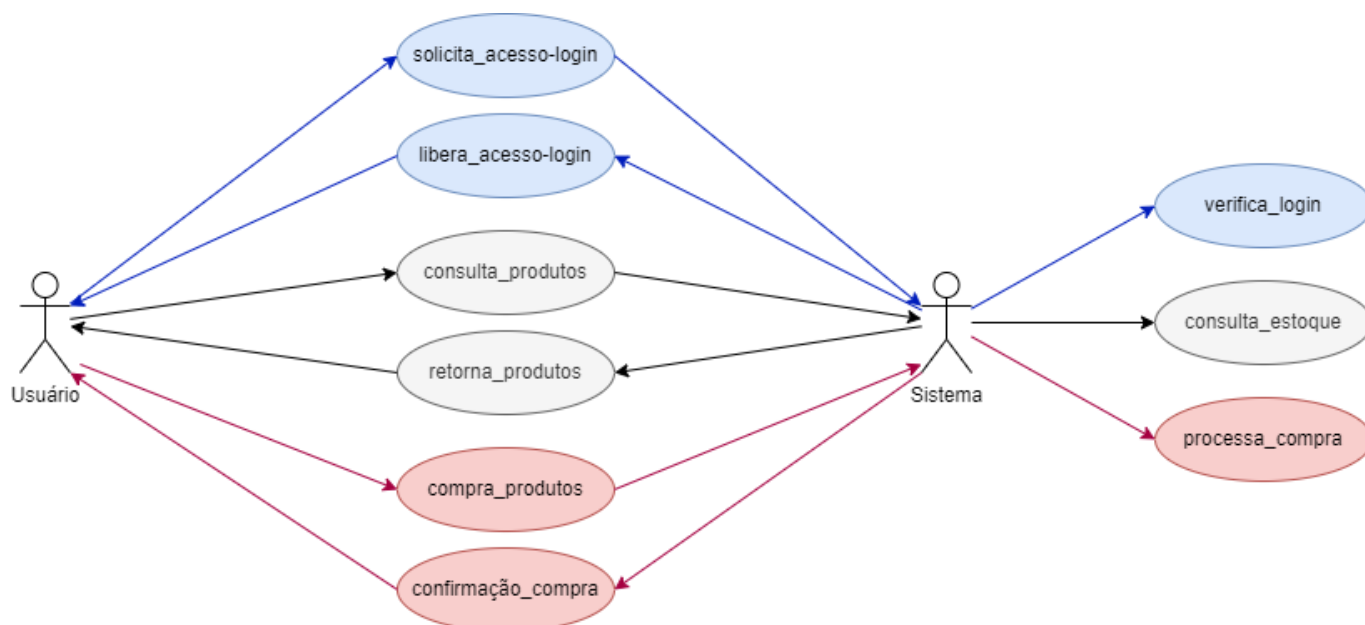 solicita_acesso-login
libera_acesso-login
verifica_login
consulta_produtos
consulta_estoque
retorna_produtos
Usuário
Sistema
processa_compra
compra_produtos
confirmação_compra